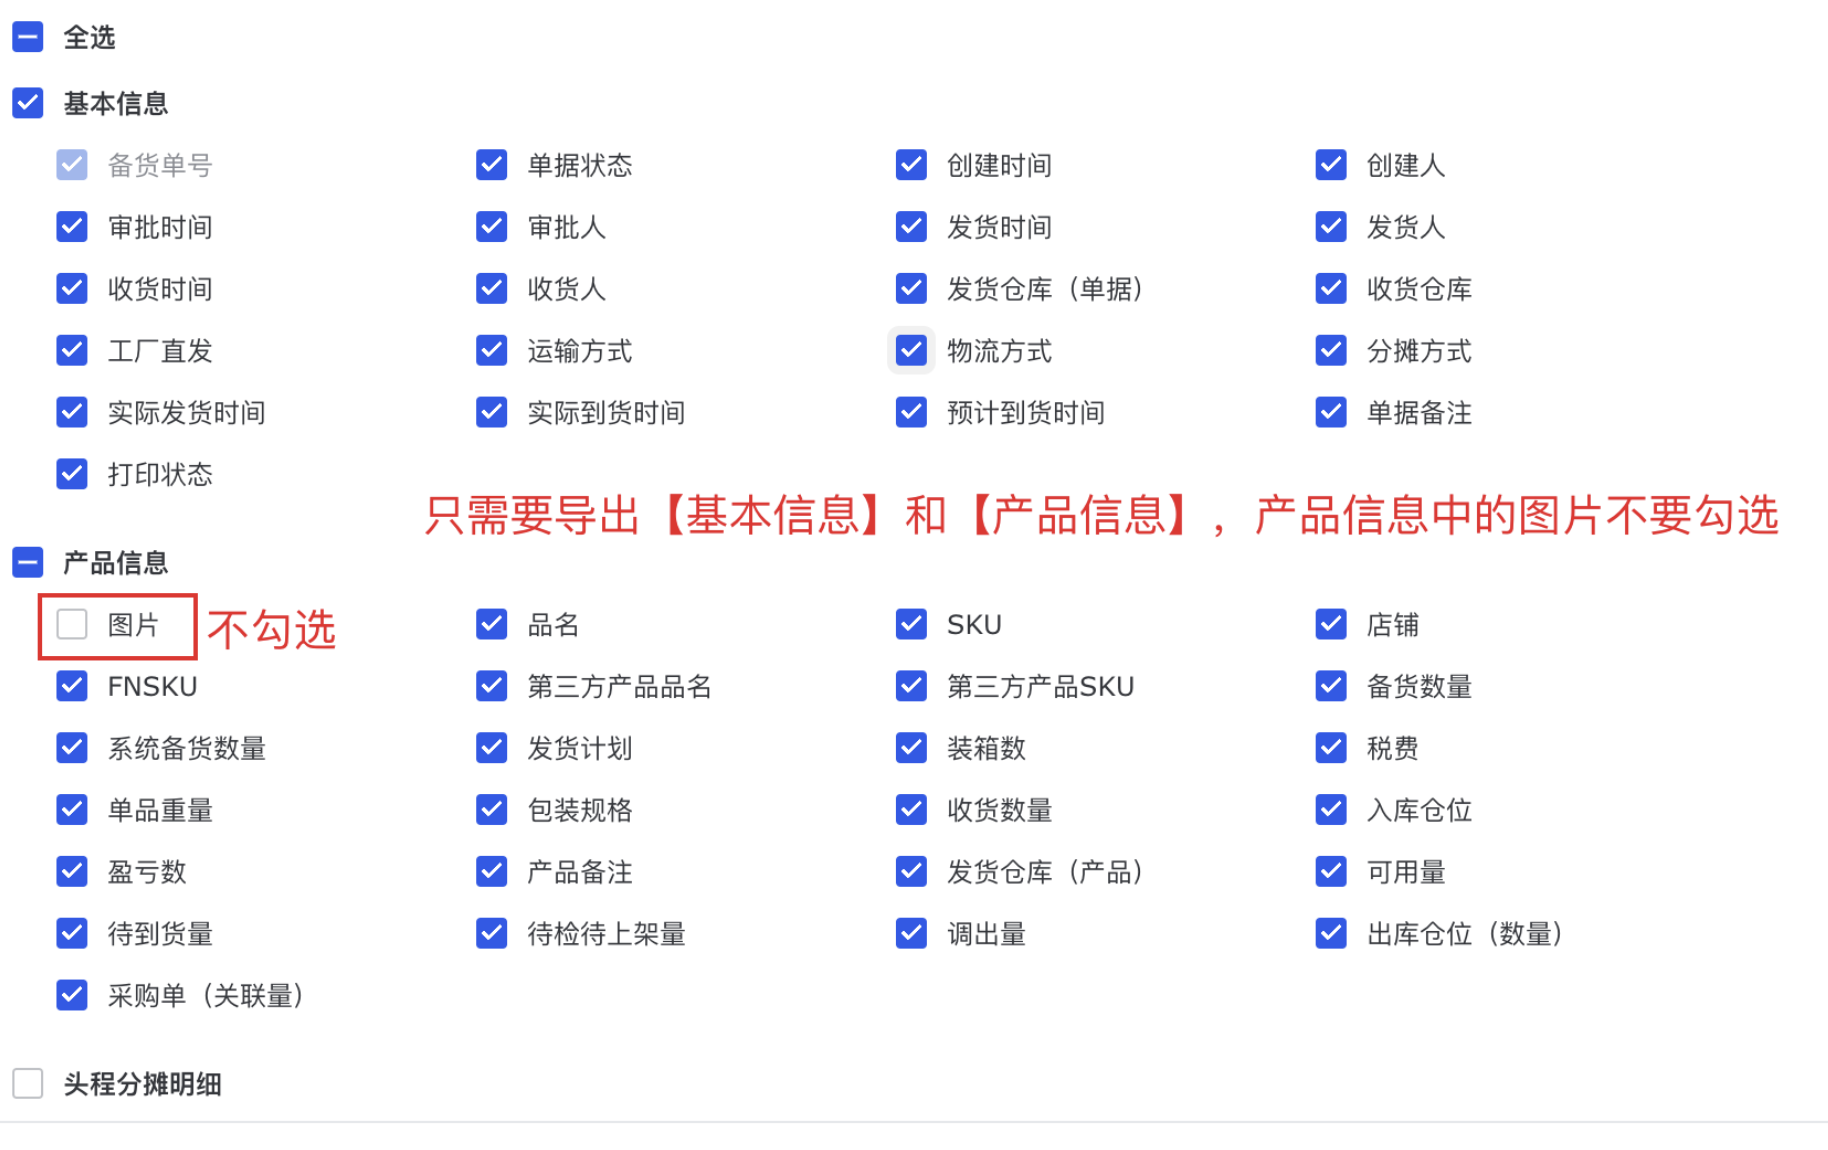 全选
基本信息
备货单号 单据状态 创建时间 创建人
审批时间 审批人 发货时间 发货人
收货时间 收货人 发货仓库（单据） 收货仓库
工厂直发 运输方式 物流方式 分摊方式
实际发货时间 实际到货时间 预计到货时间 单据备注
打印状态
只需要导出【基本信息】和【产品信息】，产品信息中的图片不要勾选
产品信息
图片 不勾选 品名 SKU 店铺
FNSKU 第三方产品品名 第三方产品SKU 备货数量
系统备货数量 发货计划 装箱数 税费
单品重量 包装规格 收货数量 入库仓位
盈亏数 产品备注 发货仓库（产品） 可用量
待到货量 待检待上架量 调出量 出库仓位（数量）
采购单（关联量）
头程分摊明细